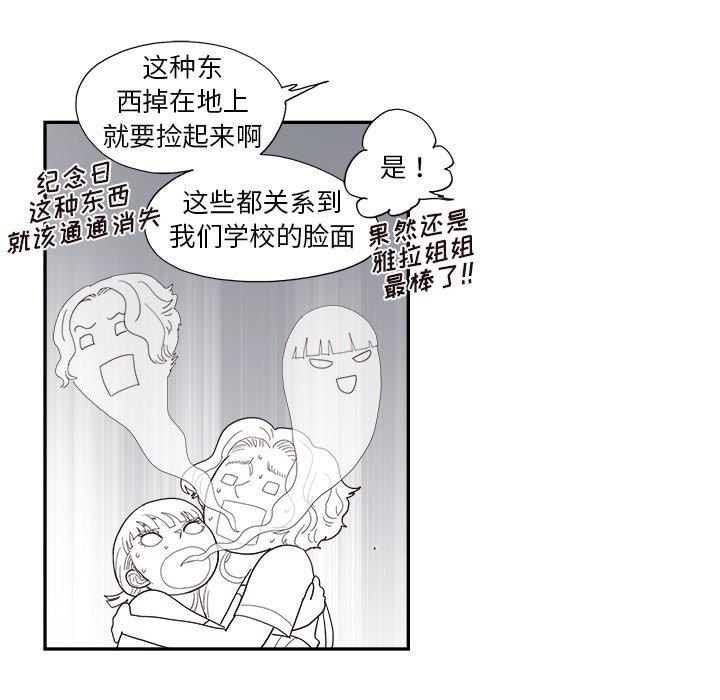 这种东
西掉在地上
就要捡起来啊
是！
纪念日
这种东西
就该通通消失
这些都关系到
我们学校的脸面
果然还是
雅拉姐姐
最棒了!!